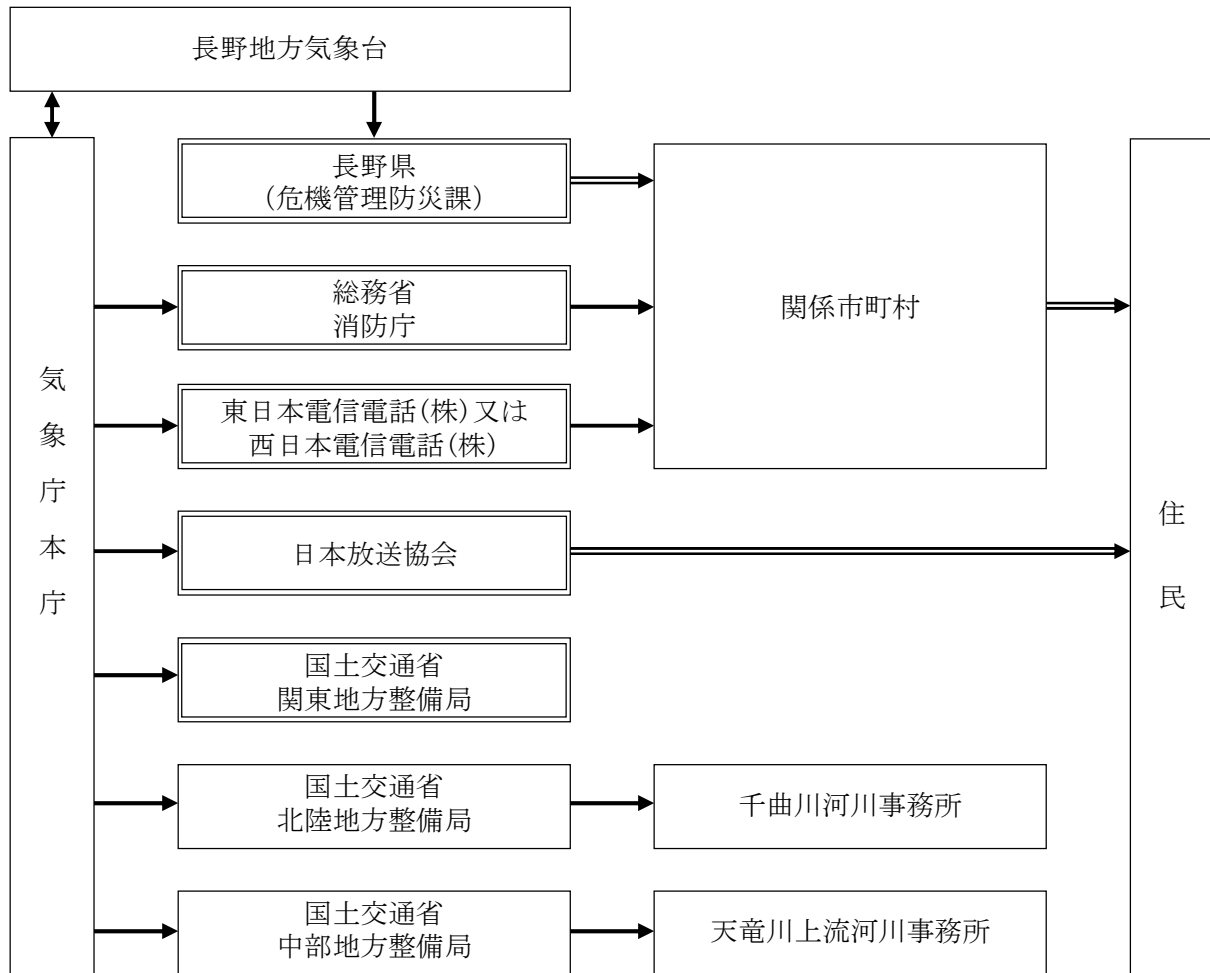 長野地方気象台
長野県
(危機管理防災課)
総務省
消防庁
関係市町村
気象庁本庁
東日本電信電話(株)又は
西日本電信電話(株)
日本放送協会
住民
国土交通省
関東地方整備局
国土交通省
北陸地方整備局
千曲川河川事務所
国土交通省
中部地方整備局
天竜川上流河川事務所